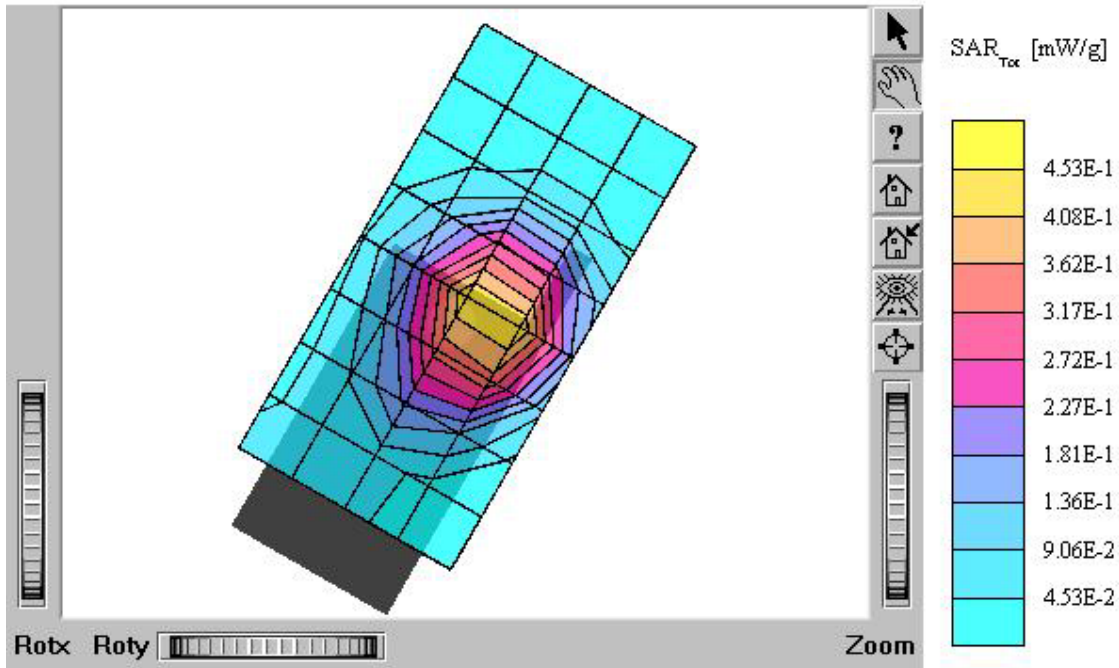 SAR_Tot [mW/g]
?
4.53E-1
4.08E-1
3.62E-1
3.17E-1
2.72E-1
2.27E-1
1.81E-1
1.36E-1
9.06E-2
4.53E-2
Rotx Roty Zoom